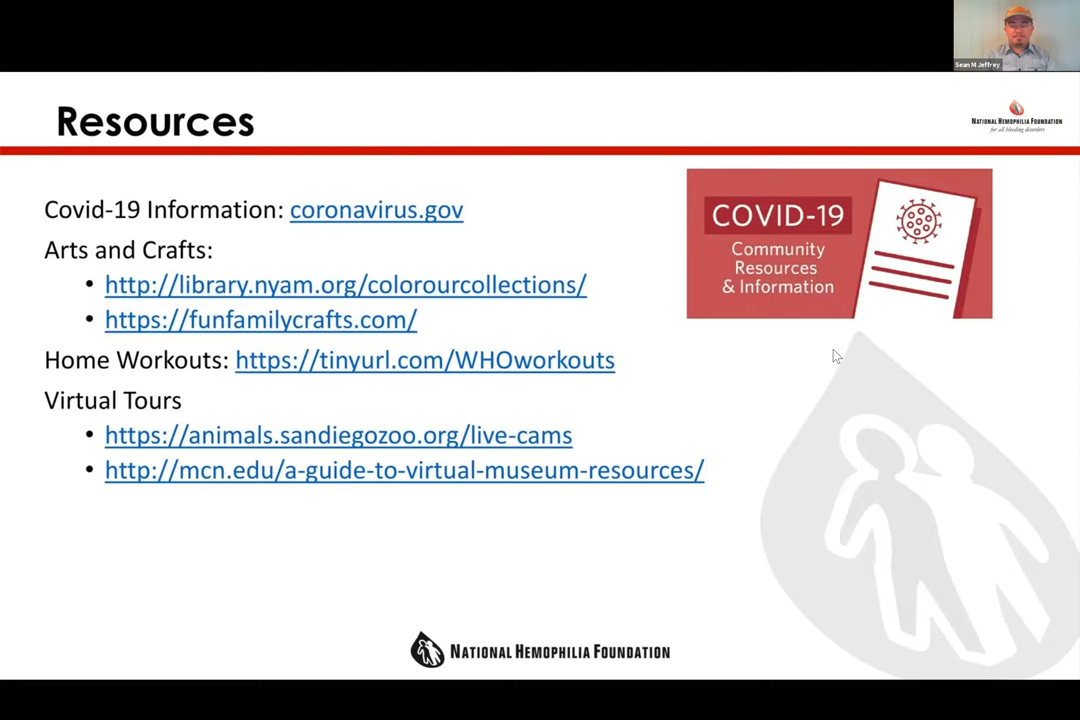 Sean M Jeffrey
Resources
NATIONAL HEMOPHILIA FOUNDATION
for all bleeding disorders
Covid-19 Information: coronavirus.gov
COVID-19
Community
Resources
& Information
Arts and Crafts:
• http://library.nyam.org/colorourcollections/
• https://funfamilycrafts.com/
Home Workouts: https://tinyurl.com/WHOworkouts
Virtual Tours
• https://animals.sandiegozoo.org/live-cams
• http://mcn.edu/a-guide-to-virtual-museum-resources/
NATIONAL HEMOPHILIA FOUNDATION